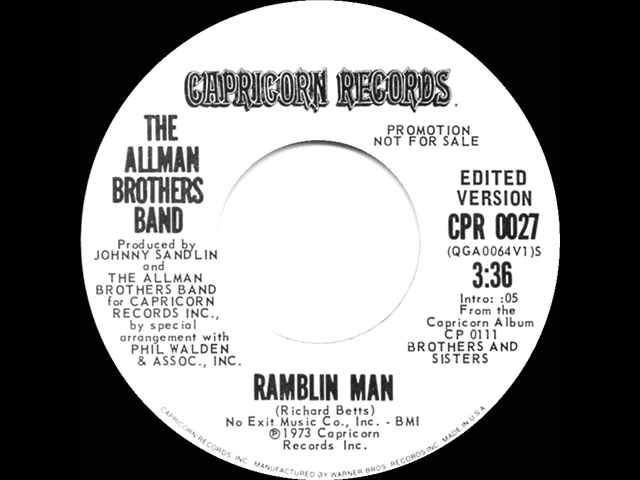 CAPRICORN RECORDS.
THE
ALLMAN
BROTHERS
BAND
Produced by
JOHNNY SANDLIN
and
THE ALLMAN
BROTHERS BAND
for CAPRICORN
RECORDS INC.,
by special
arrangement with
PHIL WALDEN
& ASSOC., INC.
PROMOTION
NOT FOR SALE
EDITED
VERSION
CPR 0027
(QGA0064V1)S
3:36
Intro: :05
From the
Capricorn Album
CP 0111
BROTHERS AND
SISTERS
RAMBLIN MAN
(Richard Betts)
No Exit Music Co., Inc. - BMI
℗1973 Capricorn
Records Inc.
CAPRICORN RECORDS, INC. MANUFACTURED BY WARNER BROS. RECORDS INC. MADE IN U.S.A.